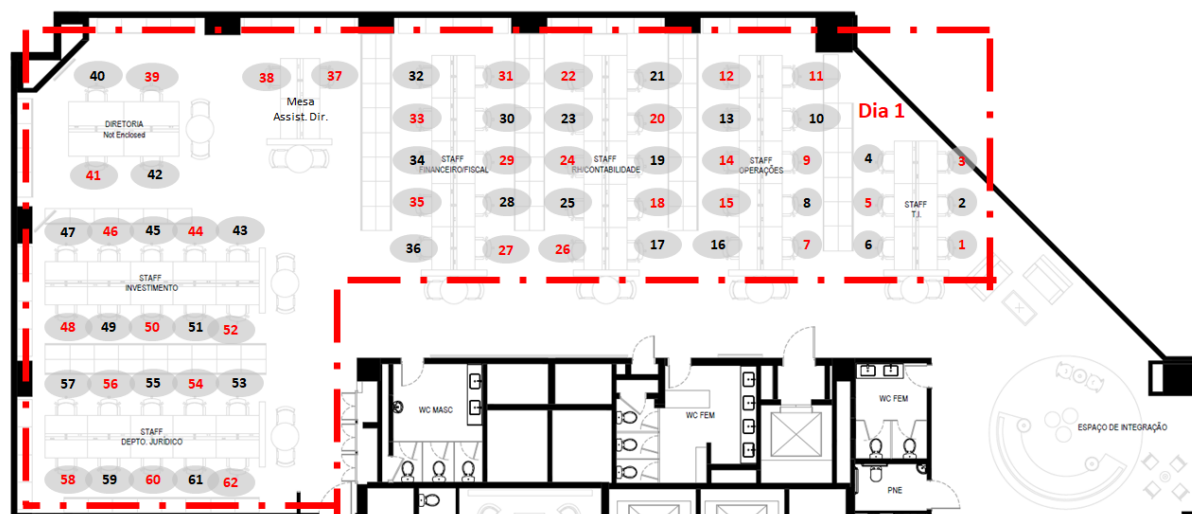 40 39
38 37
32 31 22 21 12 11
Mesa
Assist. Dir.
DIRETORIA
Not Enclosed
33 30 23 20 13 10
Dia 1
34 29 24 19 14 9 4 3
STAFF
FINANCEIRO/FISCAL
STAFF
RH/CONTABILIDADE
STAFF
OPERAÇÕES
41 42
35 28 25 18 15 8 5 2
STAFF
T.I.
47 46 45 44 43
36 27 26 17 16 7 6 1
STAFF
INVESTIMENTO
48 49 50 51 52
57 56 55 54 53
STAFF
DEPTO. JURÍDICO
58 59 60 61 62
WC MASC
WC FEM
WC FEM
PNE
ESPAÇO DE INTEGRAÇÃO